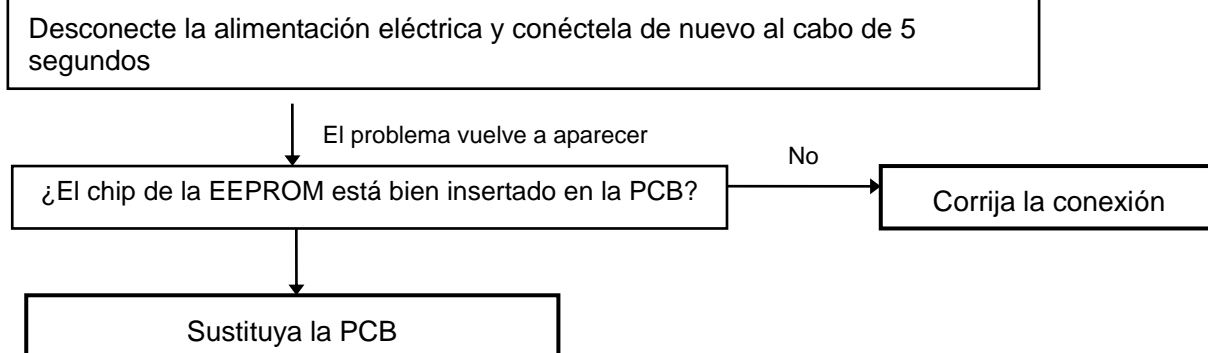 Desconecte la alimentación eléctrica y conéctela de nuevo al cabo de 5
segundos
El problema vuelve a aparecer
No
¿El chip de la EEPROM está bien insertado en la PCB?
Corrija la conexión
Sustituya la PCB